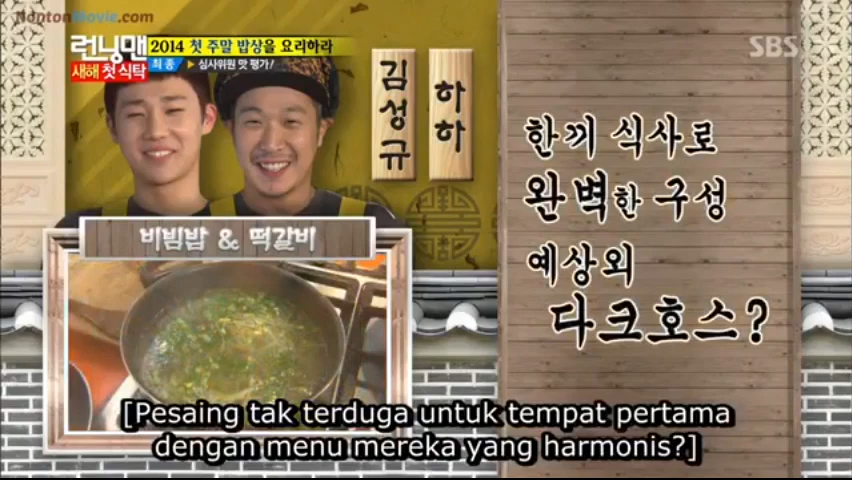 NontonMovie.com
런닝맨
새해 첫 식탁
2014 첫 주말 밥상을 요리하라
최종 ▶ 심사위원 맛 평가!
SBS
김성규
하하
한끼 식사로
완벽한 구성
예상외
다크호스?
비빔밥 & 떡갈비
[Pesaing tak terduga untuk tempat pertama
dengan menu mereka yang harmonis?]